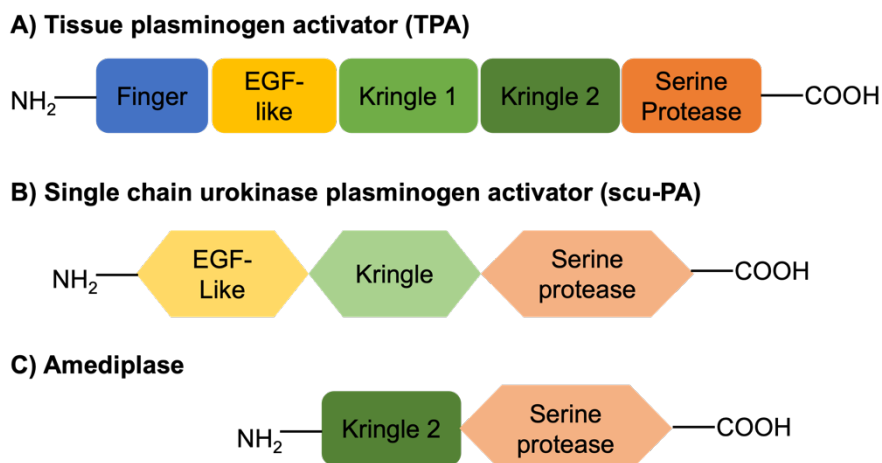 A) Tissue plasminogen activator (TPA)
NH₂ Finger EGF-like Kringle 1 Kringle 2 Serine Protease COOH
B) Single chain urokinase plasminogen activator (scu-PA)
NH₂ EGF-Like Kringle Serine protease COOH
C) Amediplase
NH₂ Kringle 2 Serine protease COOH